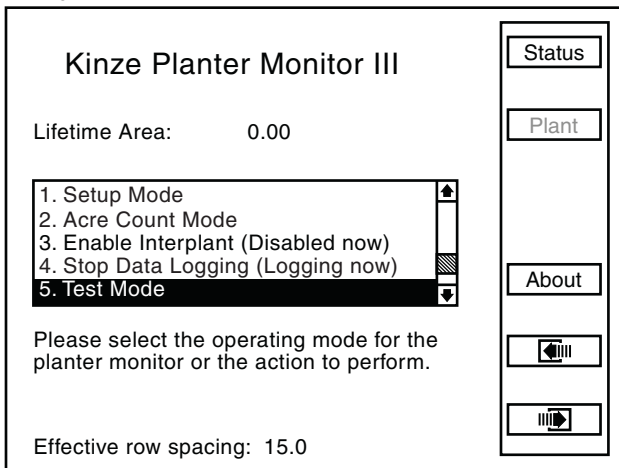 Kinze Planter Monitor III
Lifetime Area: 0.00
1. Setup Mode
2. Acre Count Mode
3. Enable Interplant (Disabled now)
4. Stop Data Logging (Logging now)
5. Test Mode
Please select the operating mode for the
planter monitor or the action to perform.
Effective row spacing: 15.0
Status
Plant
About